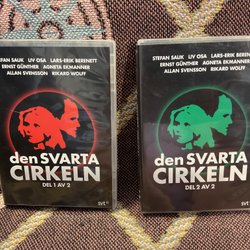 STEFAN SAUK LIV OSA LARS-ERIK BERENETT
ERNST GÜNTHER AGNETA EKMANNER
ALLAN SVENSSON RIKARD WOLFF
den SVARTA
CIRKELN
DEL 1 AV 2
svt
STEFAN SAUK LIV OSA LARS-ERIK BERENETT
ERNST GÜNTHER AGNETA EKMANNER
ALLAN SVENSSON RIKARD WOLFF
den SVARTA
CIRKELN
DEL 2 AV 2
svt